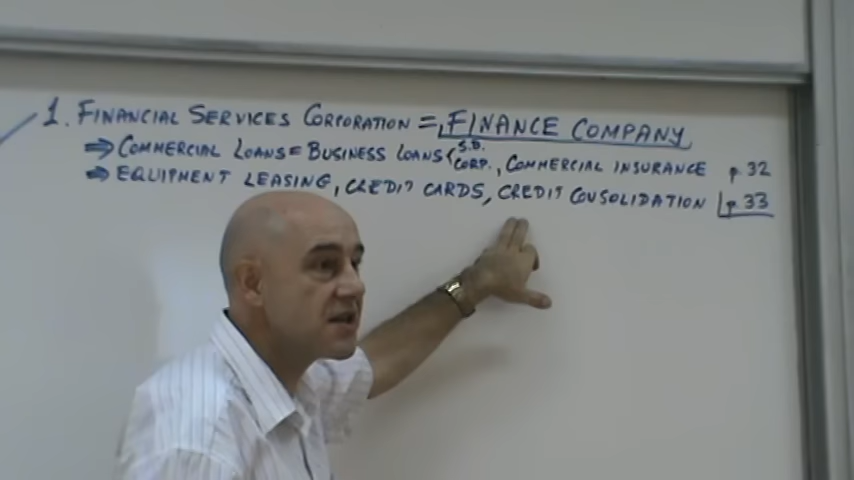 1. FINANCIAL SERVICES CORPORATION = FINANCE COMPANY
⇒ COMMERCIAL LOANS = BUSINESS LOANS < S.B. CORP., COMMERCIAL INSURANCE p.32
⇒ EQUIPMENT LEASING, CREDIT CARDS, CREDIT CONSOLIDATION p.33